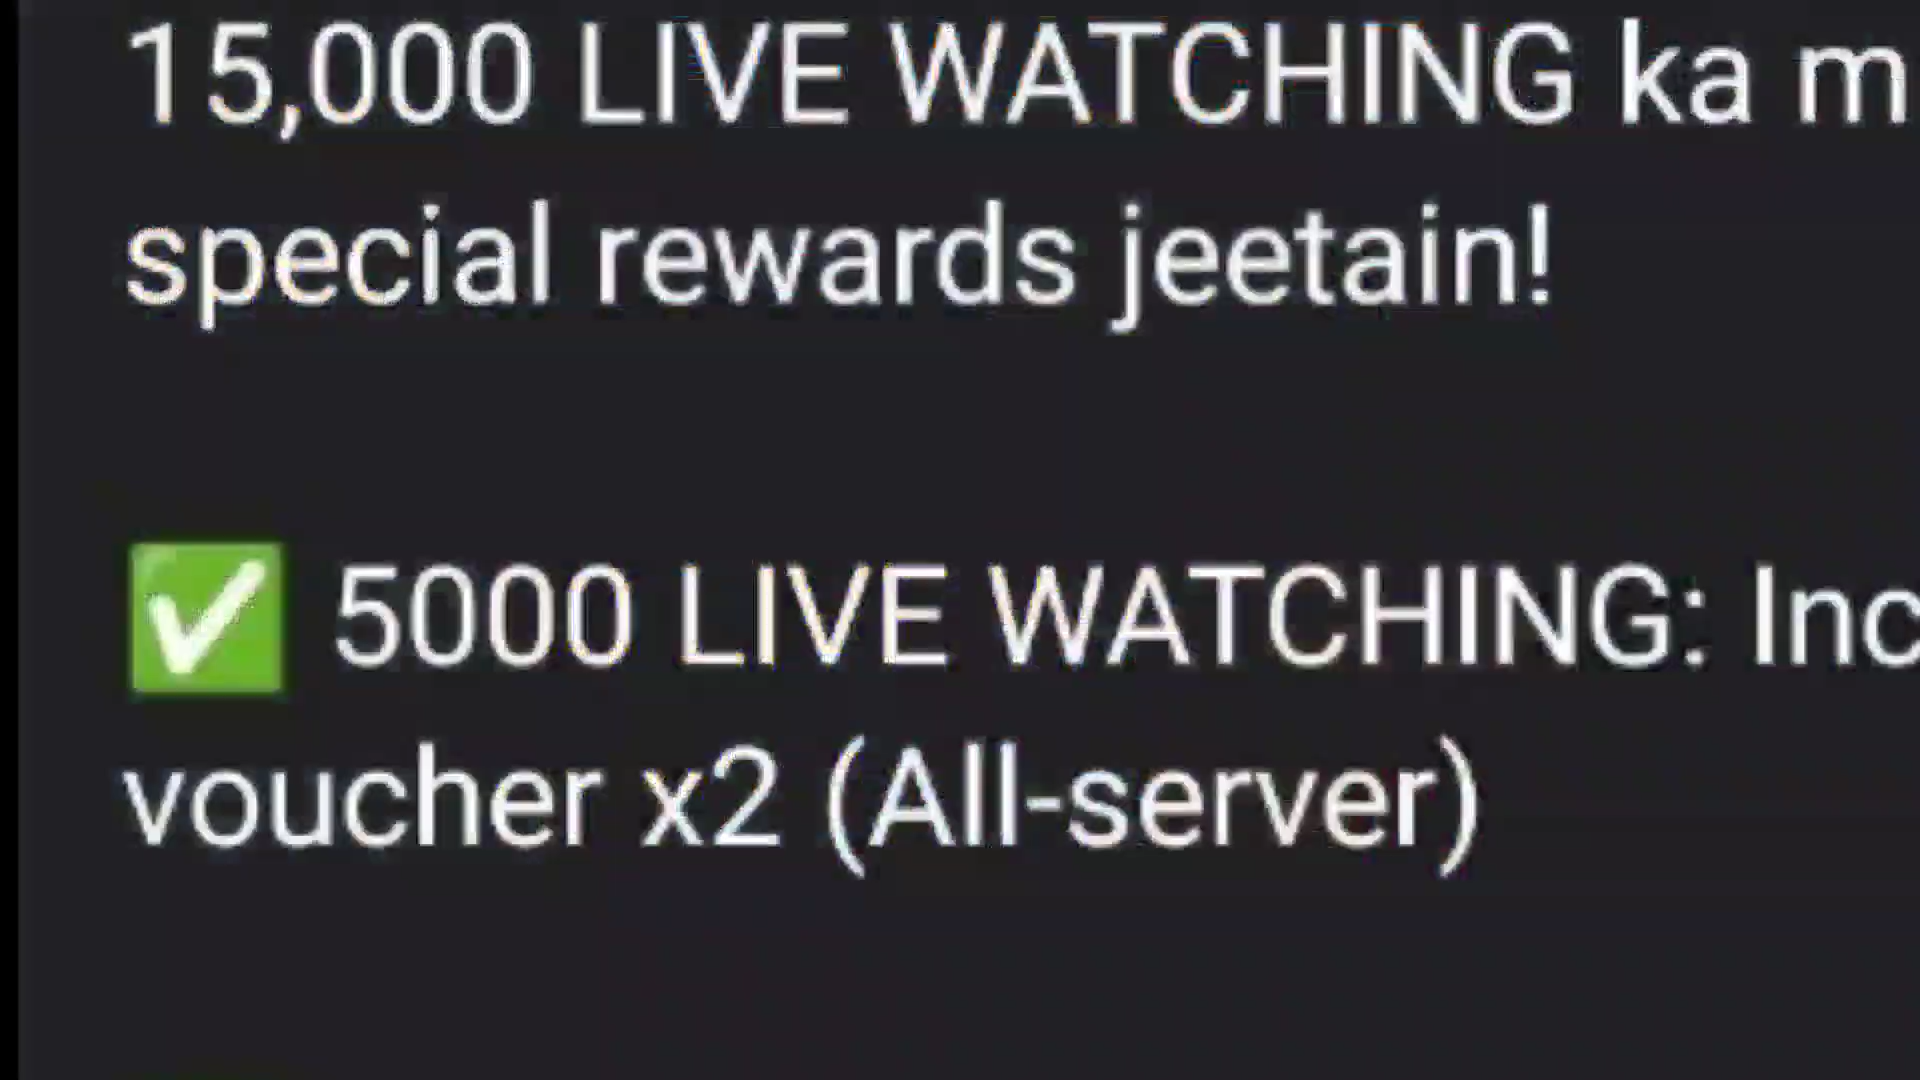 15,000 LIVE WATCHING ka
special rewards jeetain!
✅ 5000 LIVE WATCHING:
voucher x2 (All-server)